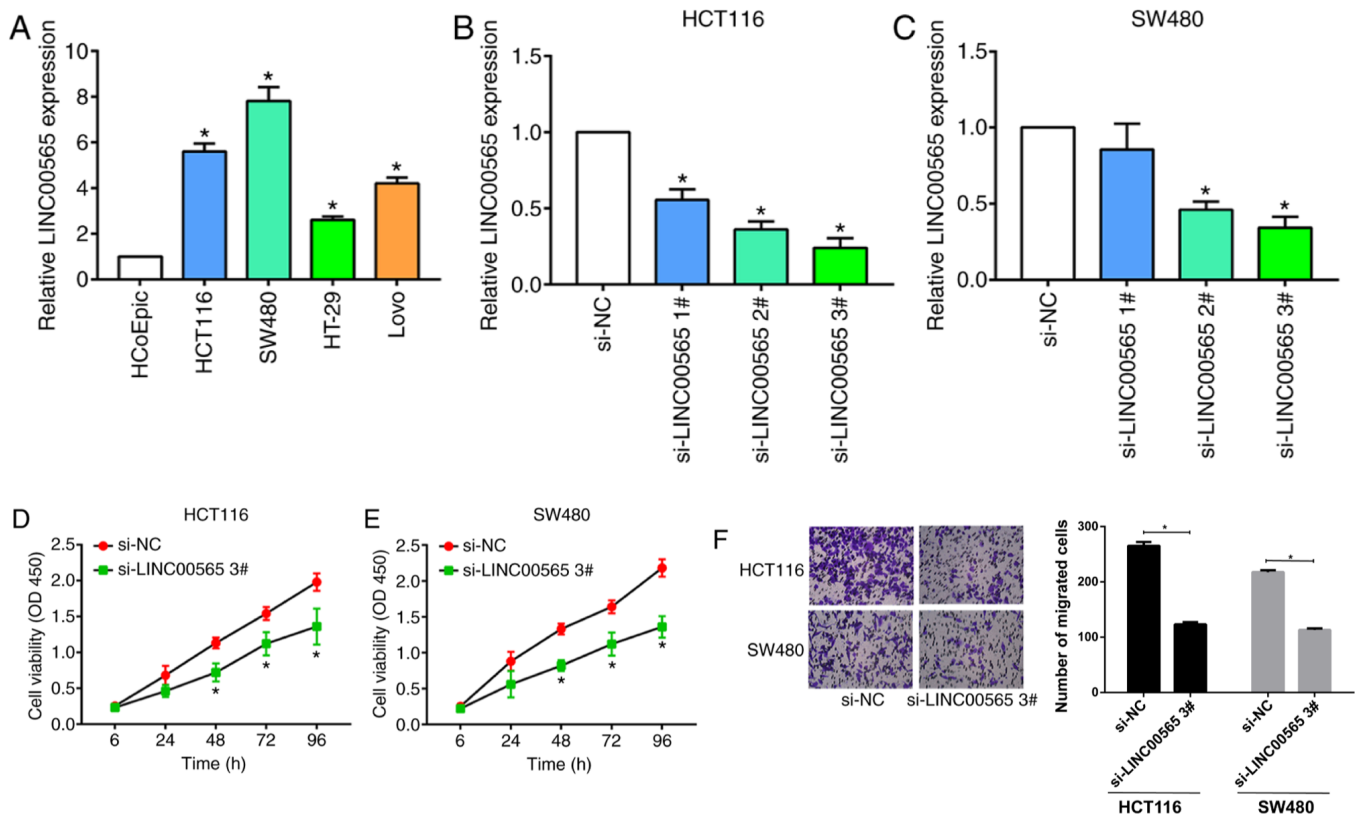 A
Relative LINC00565 expression
10
8
6
4
2
0
*
*
*
*
HCoEpic
HCT116
SW480
HT-29
Lovo
B
HCT116
Relative LINC00565 expression
1.5
1.0
0.5
0.0
*
*
*
si-NC
si-LINC00565 1#
si-LINC00565 2#
si-LINC00565 3#
C
SW480
Relative LINC00565 expression
1.5
1.0
0.5
0.0
*
*
si-NC
si-LINC00565 1#
si-LINC00565 2#
si-LINC00565 3#
D
HCT116
Cell viability (OD 450)
2.5
2.0
1.5
1.0
0.5
0.0
si-NC
si-LINC00565 3#
*
*
*
6 24 48 72 96
Time (h)
E
SW480
Cell viability (OD 450)
2.5
2.0
1.5
1.0
0.5
0.0
si-NC
si-LINC00565 3#
*
*
*
6 24 48 72 96
Time (h)
F
HCT116
SW480
si-NC si-LINC00565 3#
Number of migrated cells
300
200
100
0
*
*
si-NC
si-LINC00565 3#
si-NC
si-LINC00565 3#
HCT116 SW480